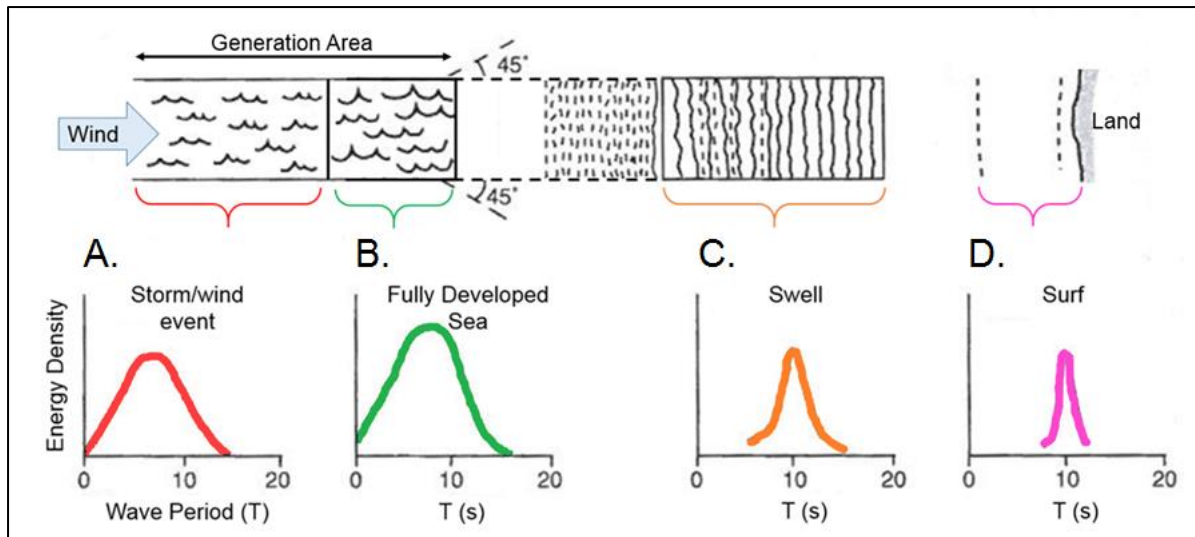 Generation Area
45°
Wind
Land
45°
A.
B.
C.
D.
Storm/wind
event
Fully Developed
Sea
Swell
Surf
Energy Density
0 10 20
0 10 20
0 10 20
0 10 20
Wave Period (T)
T (s)
T (s)
T (s)